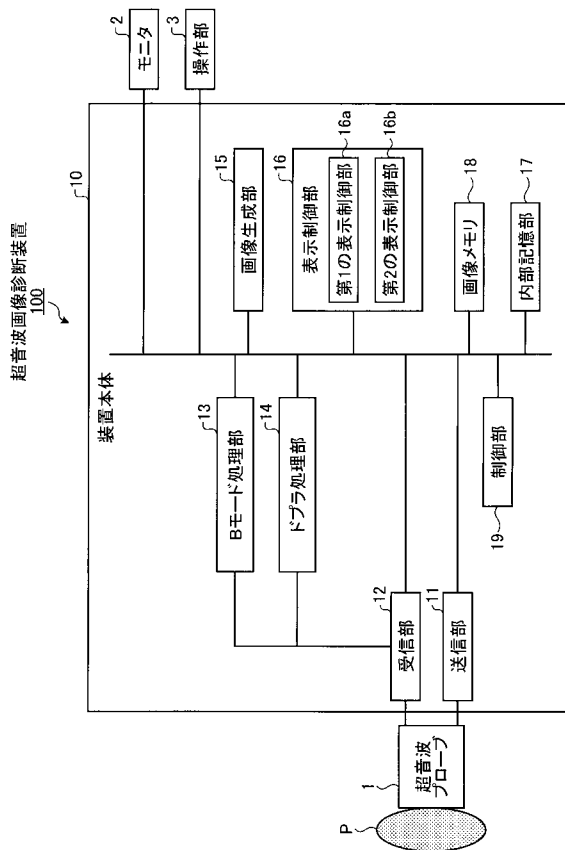 超音波画像診断装置
100
10
装置本体
2
モニタ
3
操作部
13
Bモード処理部
14
ドプラ処理部
15
画像生成部
16
表示制御部
16a
第1の表示制御部
16b
第2の表示制御部
12
受信部
11
送信部
19
制御部
18
画像メモリ
17
内部記憶部
1
超音波
プローブ
P